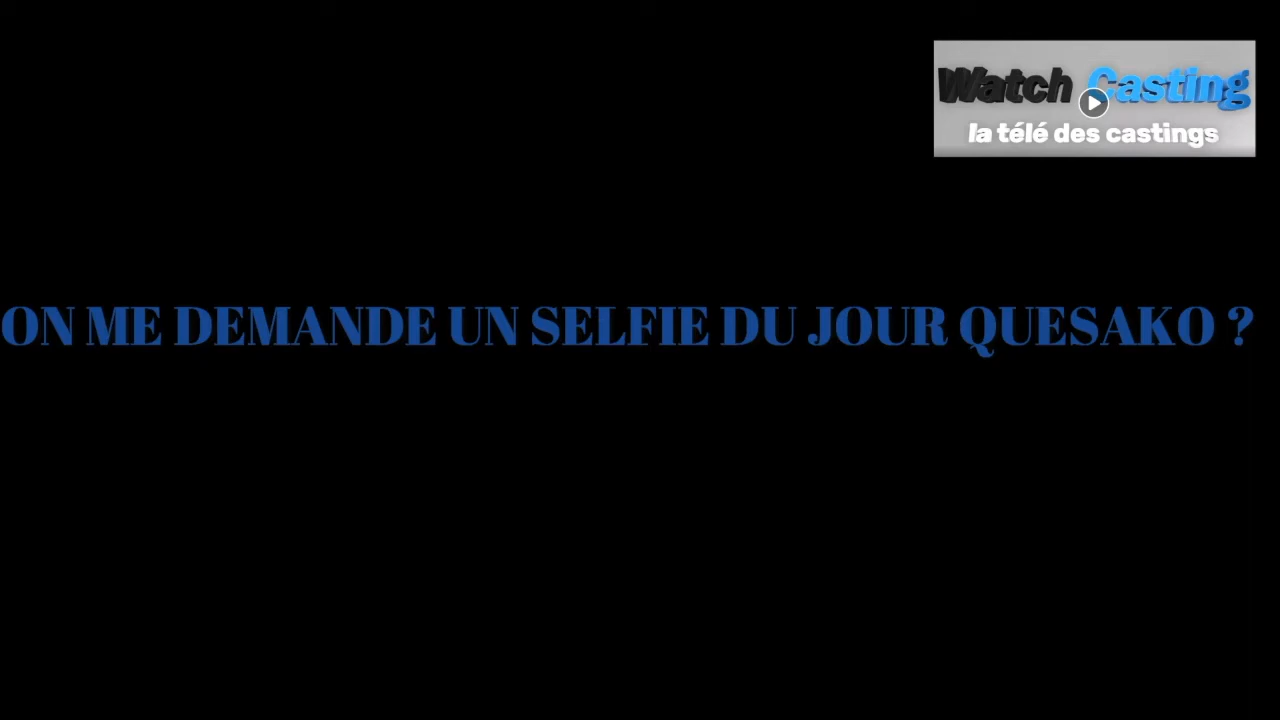 Watch Casting
la télé des castings
ON ME DEMANDE UN SELFIE DU JOUR QUESAKO ?